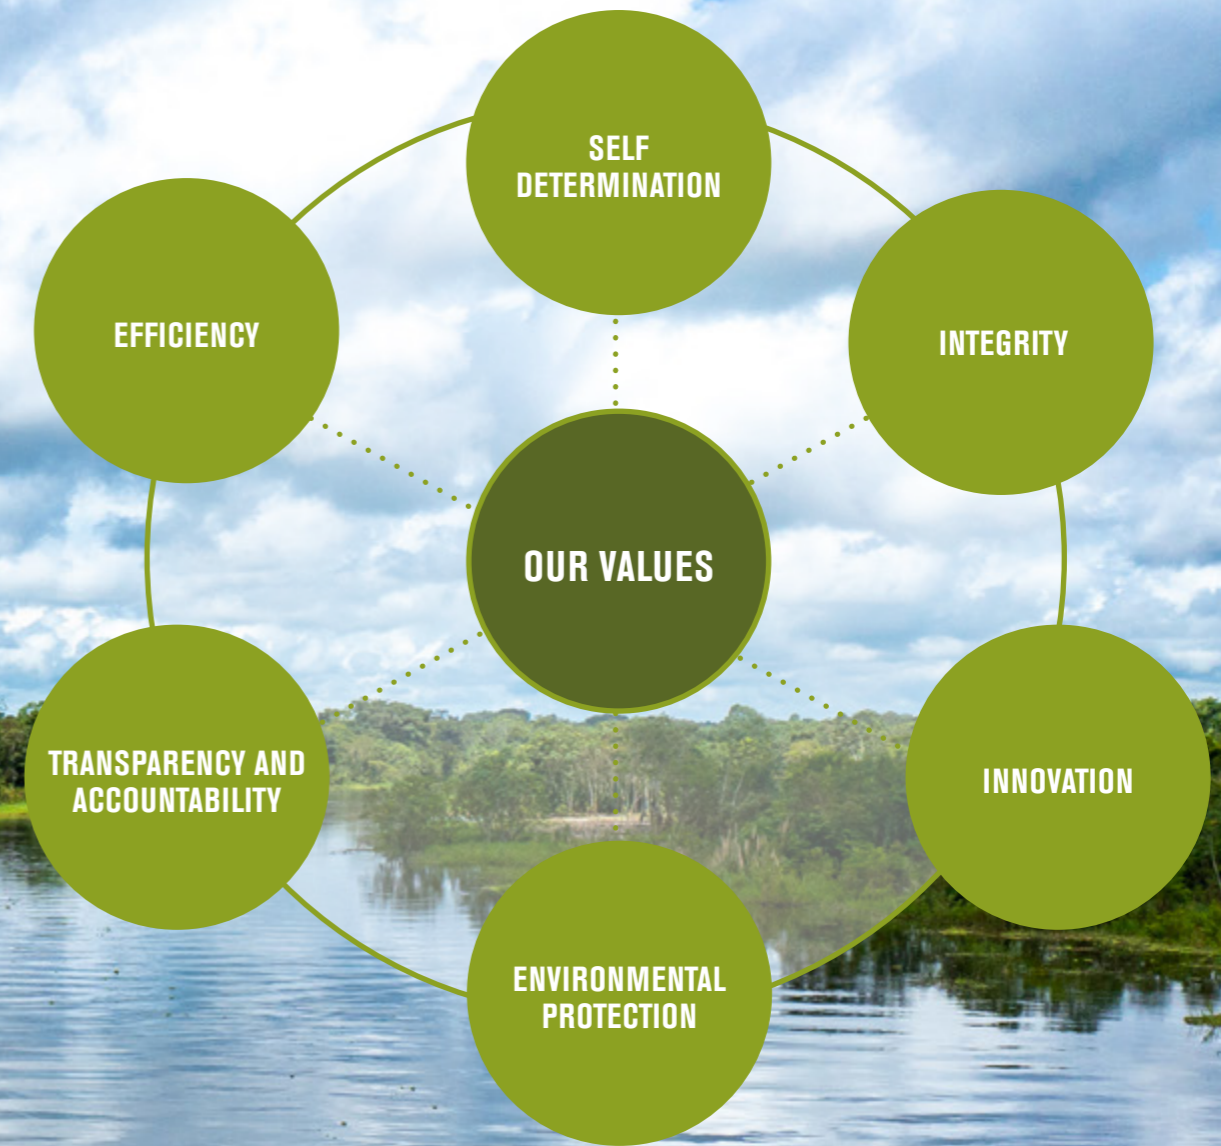 SELF
DETERMINATION
EFFICIENCY
INTEGRITY
OUR VALUES
TRANSPARENCY AND
ACCOUNTABILITY
INNOVATION
ENVIRONMENTAL
PROTECTION